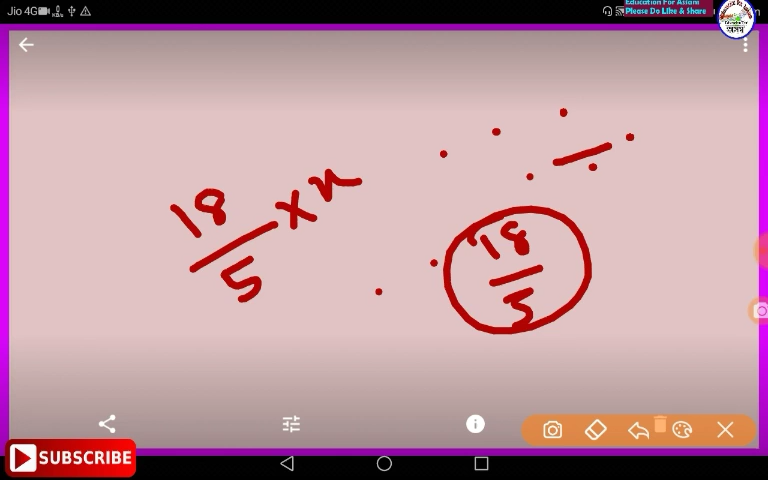 Jio 4G
Education For Assam
Please Do Like & Share
18/5 × x
18/5
SUBSCRIBE